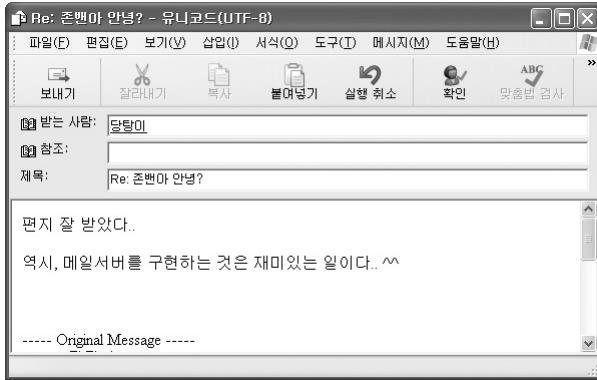 Re: 존밴아 안녕? - 유니코드(UTF-8)
파일(F) 편집(E) 보기(V) 삽입(I) 서식(O) 도구(T) 메시지(M) 도움말(H)
보내기 잘라내기 복사 붙여넣기 실행 취소 확인 ABC 맞춤법 검사 »
받는 사람: 당탕이
참조:
제목: Re: 존밴아 안녕?
편지 잘 받았다..
역시, 메일서버를 구현하는 것은 재미있는 일이다.. ^^
----- Original Message -----